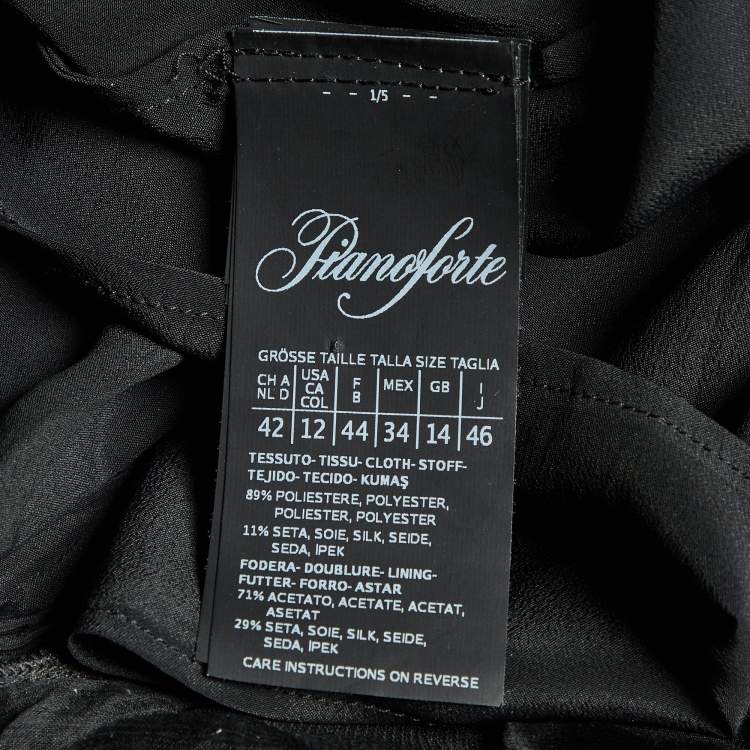 - - 1/5 - -
Pianoforte
GRÖSSE TAILLE TALLA SIZE TAGLIA
CH A NL D USA CA COL F B MEX GB I J
42 12 44 34 14 46
TESSUTO-TISSU-CLOTH-STOFF-
TEJIDO-TECIDO-KUMAŞ
89% POLIESTERE, POLYESTER,
POLIESTER, POLYESTER
11% SETA, SOIE, SILK, SEIDE,
SEDA, İPEK
FODERA-DOUBLURE-LINING-
FUTTER-FORRO-ASTAR
71% ACETATO, ACETATE, ACETAT,
ASETAT
29% SETA, SOIE, SILK, SEIDE,
SEDA, İPEK
CARE INSTRUCTIONS ON REVERSE